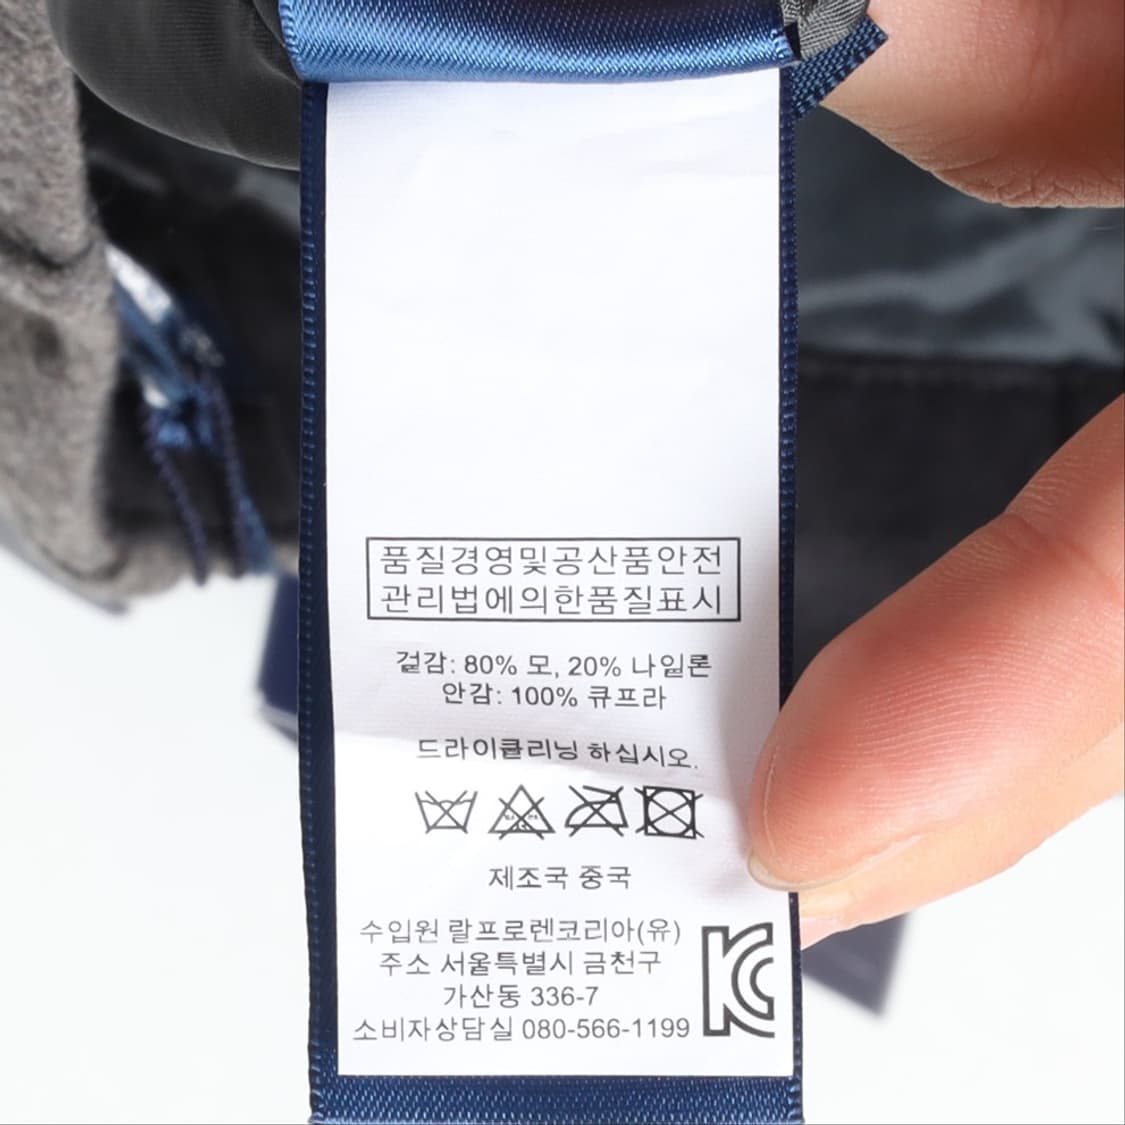 품질경영및공산품안전
관리법에의한품질표시
겉감: 80% 모, 20% 나일론
안감: 100% 큐프라
드라이클리닝 하십시오.
제조국 중국
수입원 랄프로렌코리아(유)
주소 서울특별시 금천구
가산동 336-7
소비자상담실 080-566-1199
KC